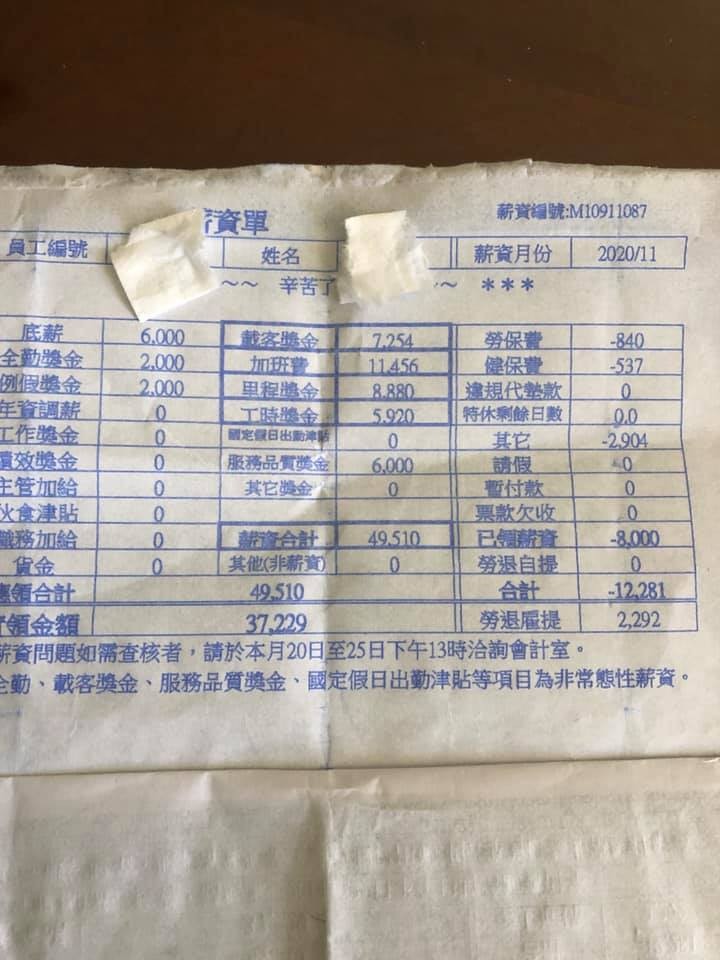 資單
薪資編號:M10911087
員工編號 姓名 薪資月份 2020/11
~~ 辛苦了 ~ ***
底薪 6,000 載客獎金 7,254 勞保費 -840
全勤獎金 2,000 加班費 11,456 健保費 -537
例假獎金 2,000 里程獎金 8,880 違規代墊款 0
年資調薪 0 工時獎金 5,920 特休剩餘日數 0.0
工作獎金 0 國定假日出勤津貼 0 其它 -2,904
績效獎金 0 服務品質獎金 6,000 請假 0
主管加給 0 其它獎金 0 暫付款 0
伙食津貼 0 票款欠收 0
職務加給 0 薪資合計 49,510 已領薪資 -8,000
貨金 0 其他(非薪資) 0 勞退自提 0
應領合計 49,510 合計 -12,281
領金額 37,229 勞退雇提 2,292
薪資問題如需查核者，請於本月20日至25日下午13時洽詢會計室。
全勤、載客獎金、服務品質獎金、國定假日出勤津貼等項目為非常態性薪資。